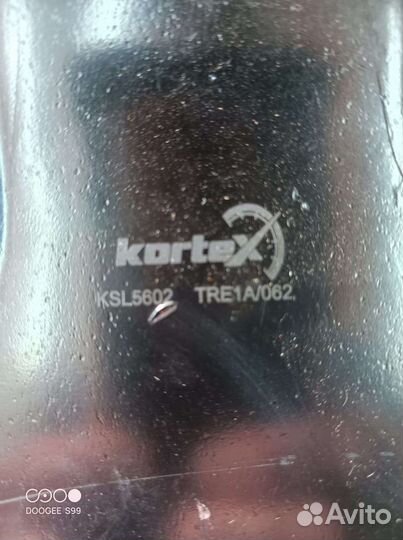 kortex
KSL5602 TRE1A/062.
DOOGEE S99
Avito